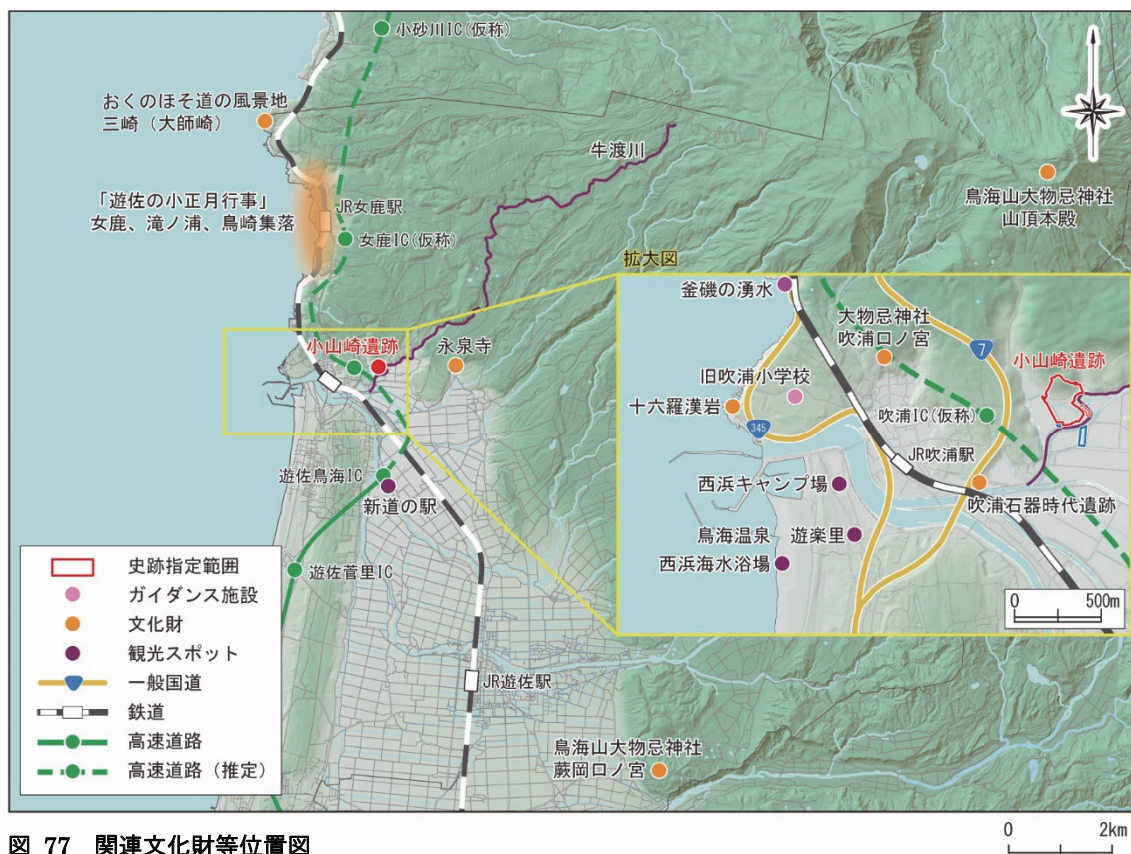 小砂川IC(仮称)
おくのほそ道の風景地
三崎（大師崎）
牛渡川
鳥海山大物忌神社
山頂本殿
「遊佐の小正月行事」
女鹿、滝ノ浦、鳥崎集落
JR女鹿駅
女鹿IC(仮称)
拡大図
小山崎遺跡
永泉寺
釜磯の湧水
大物忌神社
吹浦口ノ宮
7
小山崎遺跡
旧吹浦小学校
十六羅漢岩
345
吹浦IC(仮称)
JR吹浦駅
西浜キャンプ場
吹浦石器時代遺跡
鳥海温泉 遊楽里
西浜海水浴場
0 500m
遊佐鳥海IC
新道の駅
遊佐菅里IC
JR遊佐駅
鳥海山大物忌神社
蕨岡口ノ宮
史跡指定範囲
ガイダンス施設
文化財
観光スポット
一般国道
鉄道
高速道路
高速道路（推定）
図 77 関連文化財等位置図
0 2km